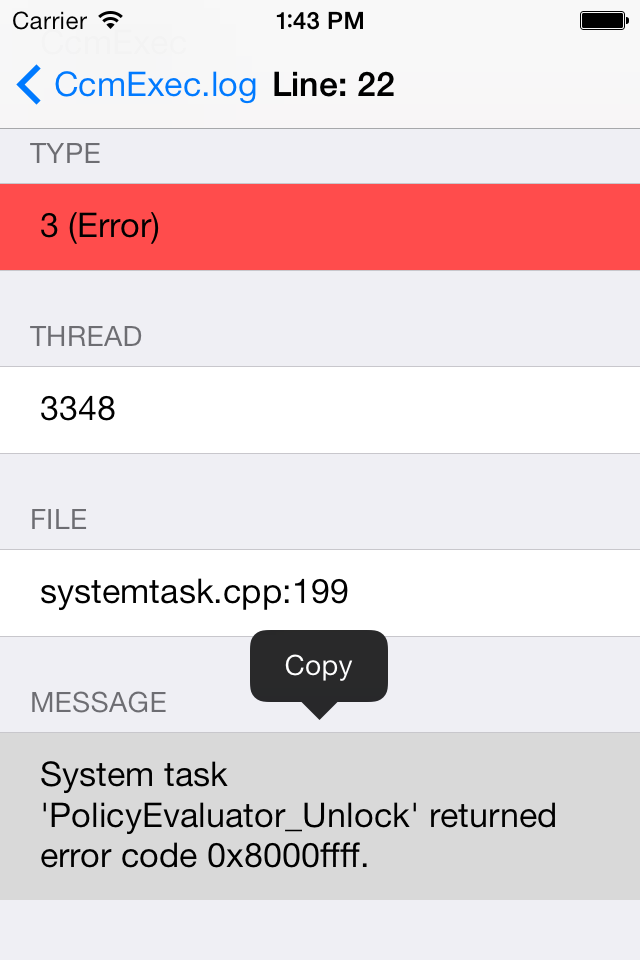 Carrier 1:43 PM
CcmExec
CcmExec.log Line: 22
TYPE
3 (Error)
THREAD
3348
FILE
systemtask.cpp:199
Copy
MESSAGE
System task
'PolicyEvaluator_Unlock' returned
error code 0x8000ffff.